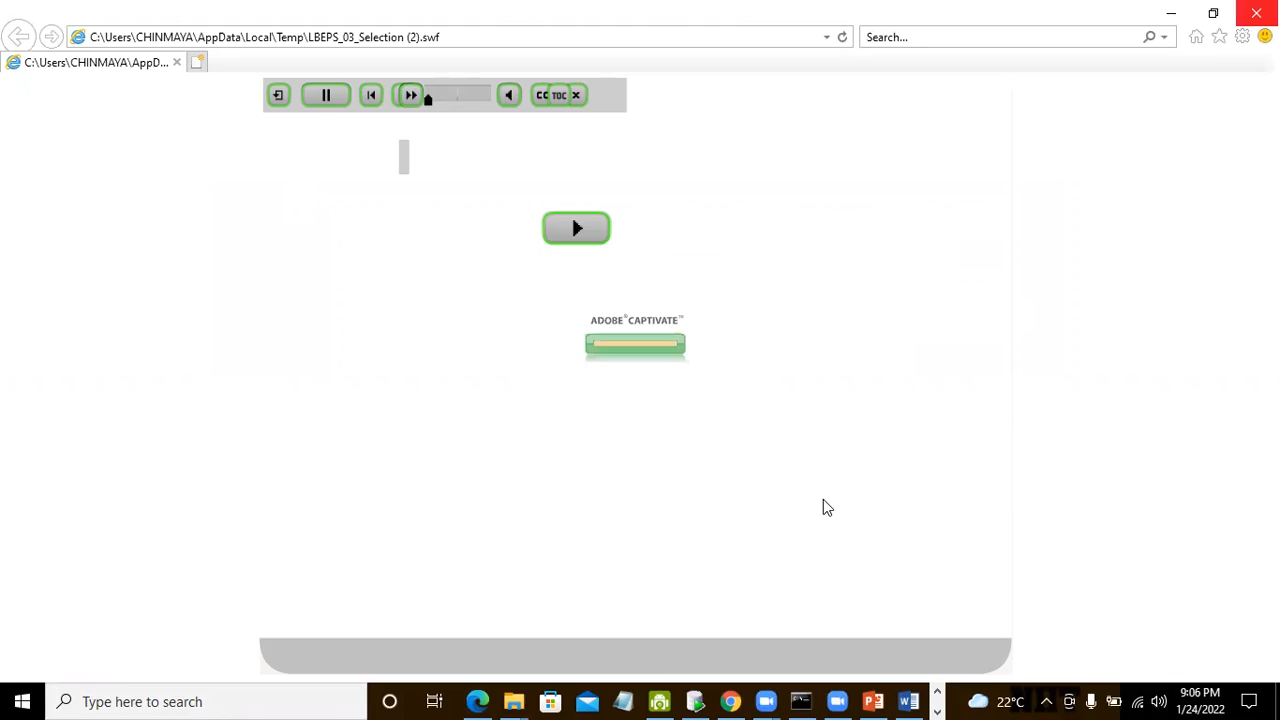 C:\Users\CHINMAYA\AppData\Local\Temp\LBEPS_03_Selection (2).swf
Search...
C:\Users\CHINMAYA\AppD...
CC TOC
ADOBE® CAPTIVATE™
Type here to search
22°C
9:06 PM
1/24/2022